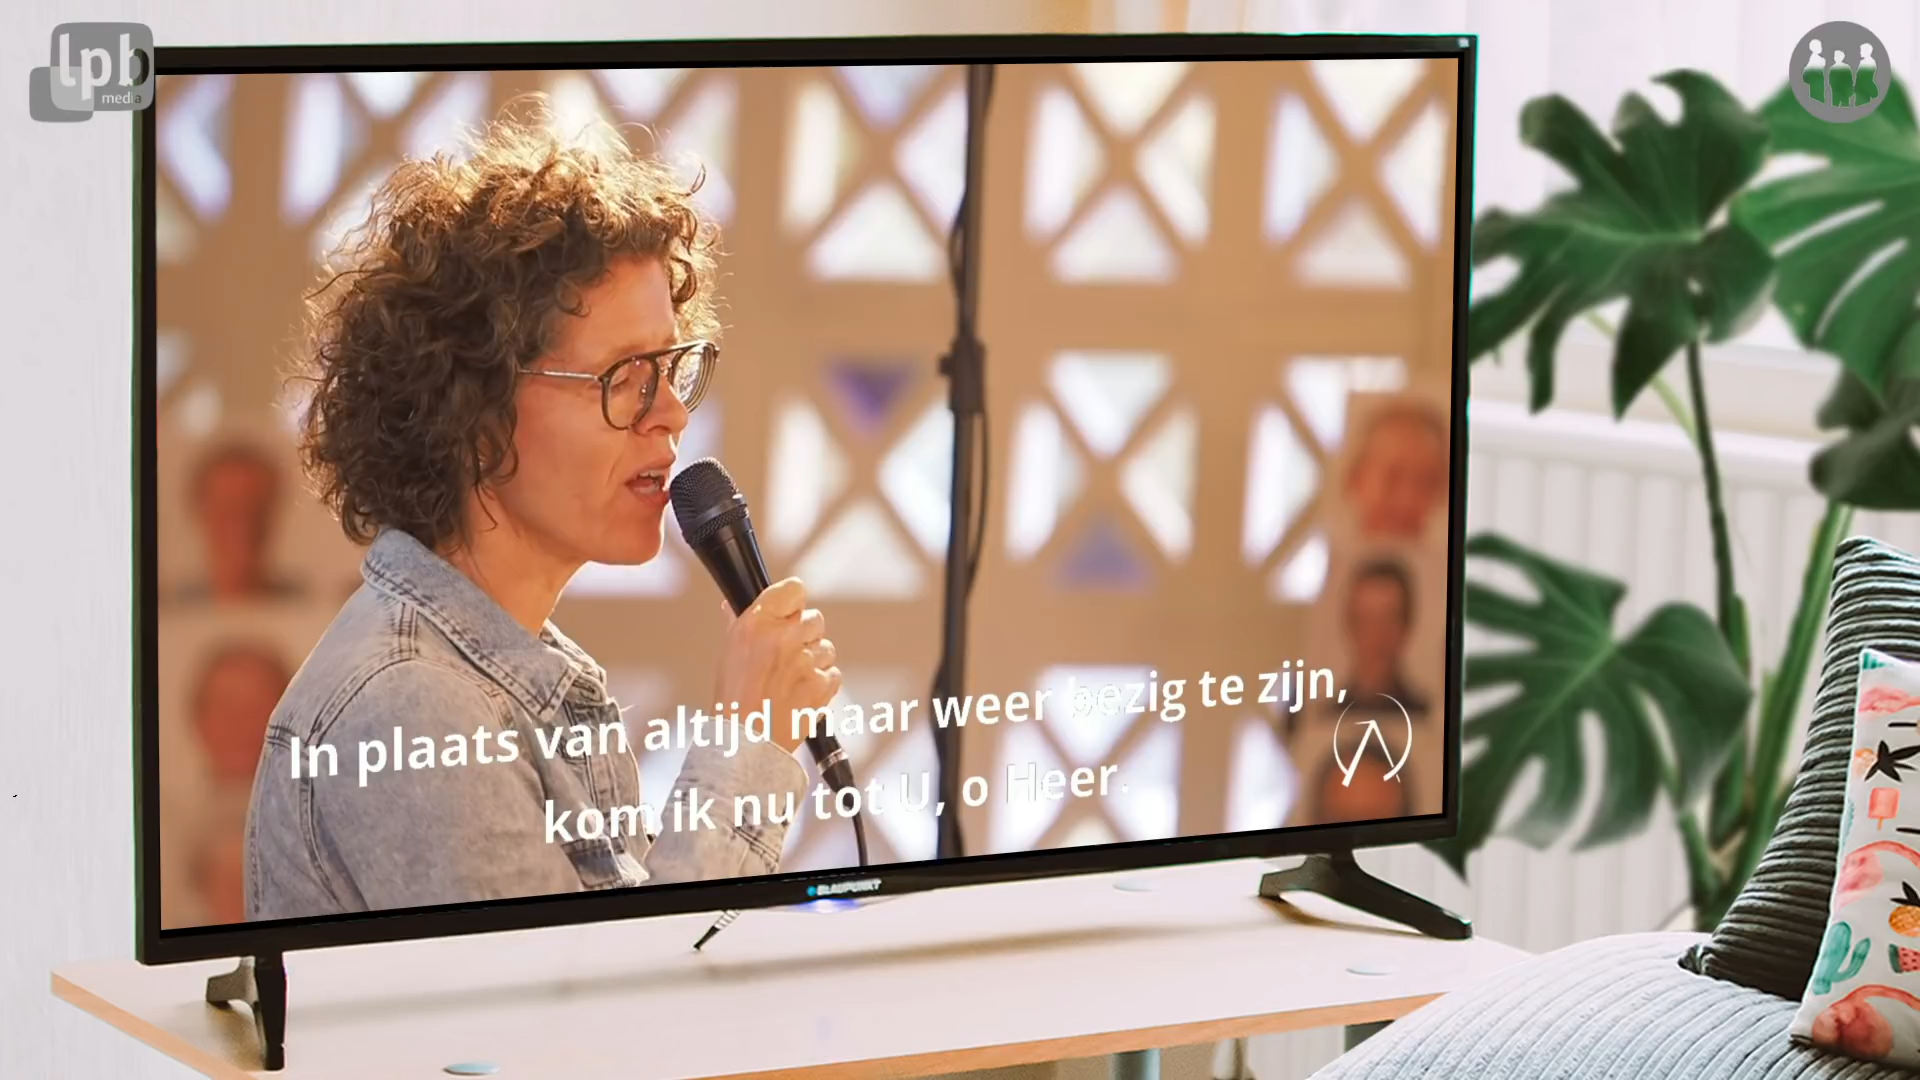 lpb
media
In plaats van altijd maar weer bezig te zijn,
kom ik nu tot U, o Heer.
BLAUPUNKT